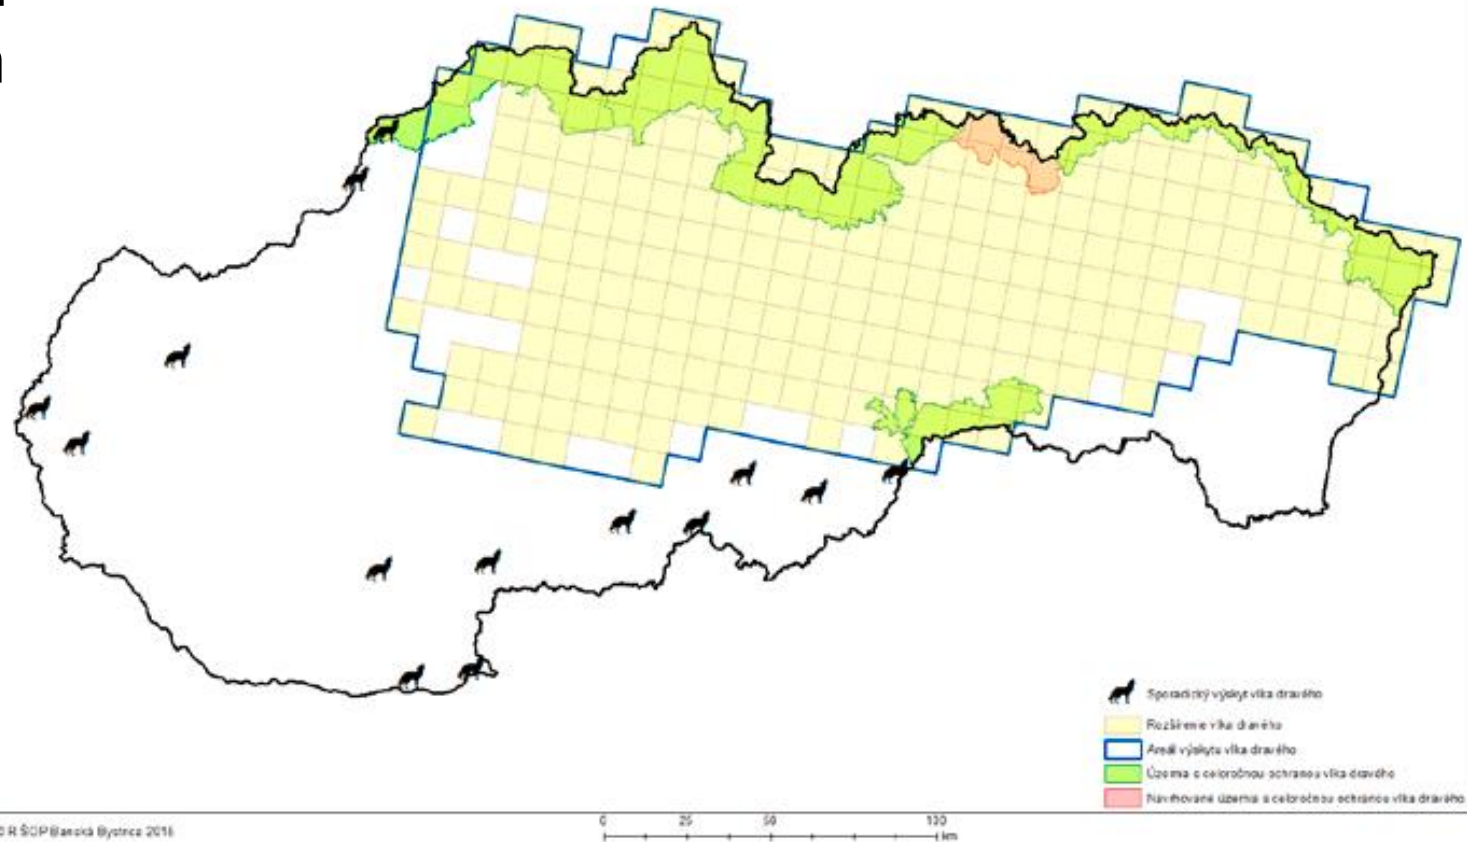 Sporadický výskyt vlka dravého
Rozšírenie vlka dravého
Areál výskytu vlka dravého
Územia s celoročnou ochranou vlka dravého
Navrhované územia s celoročnou ochranou vlka dravého
0 25 50 100
km
ŠOP Banská Bystrica